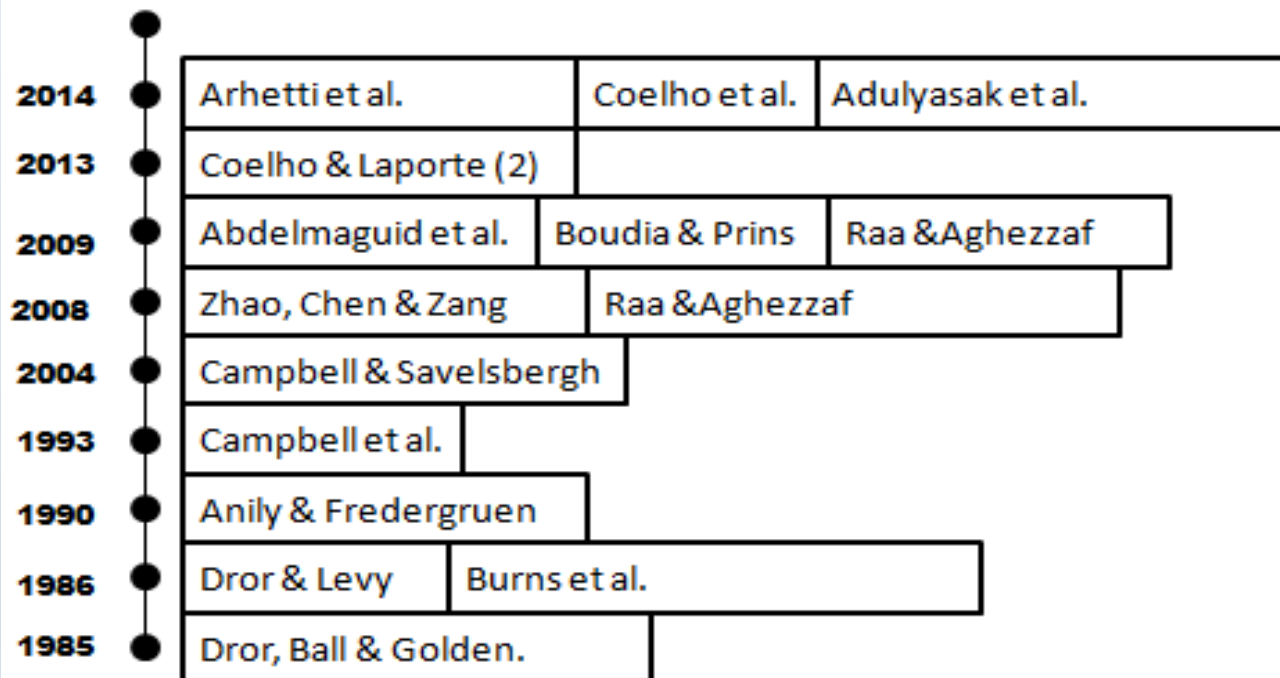 2014 Arhetti et al. Coelho et al. Adulyasak et al.
2013 Coelho & Laporte (2)
2009 Abdelmaguid et al. Boudia & Prins Raa &Aghezzaf
2008 Zhao, Chen & Zang Raa &Aghezzaf
2004 Campbell & Savelsbergh
1993 Campbell et al.
1990 Anily & Fredergruen
1986 Dror & Levy Burns et al.
1985 Dror, Ball & Golden.